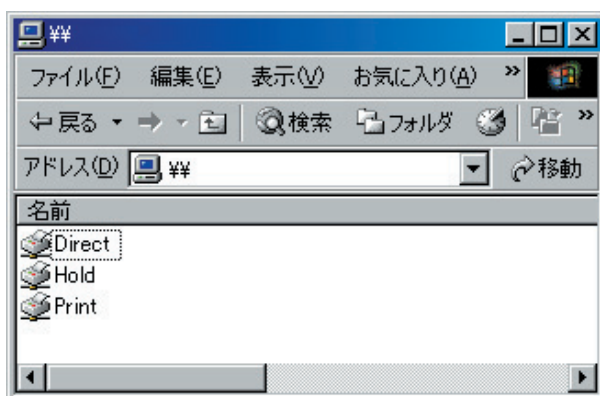 ¥¥
ファイル(F) 編集(E) 表示(V) お気に入り(A) »
戻る 検索 フォルダ »
アドレス(D) ¥¥ 移動
名前
Direct
Hold
Print